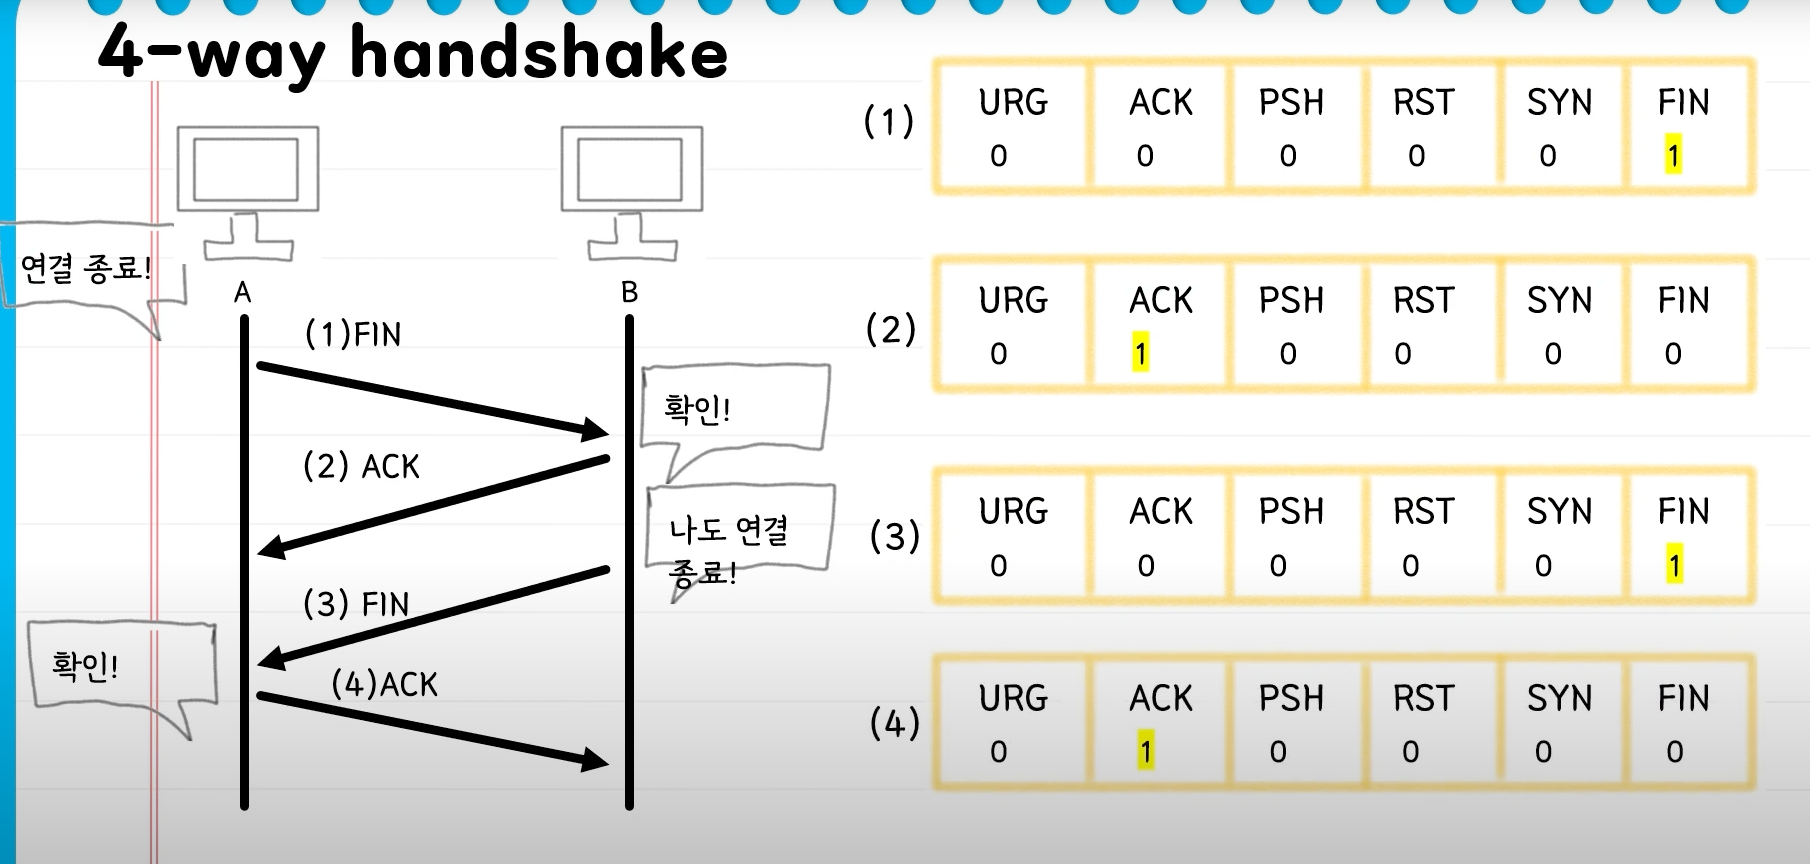 4-way handshake
연결 종료!
A
B
(1)FIN
확인!
(2) ACK
나도 연결
종료!
(3) FIN
확인!
(4)ACK
(1)
URG ACK PSH RST SYN FIN
0 0 0 0 0 1
(2)
URG ACK PSH RST SYN FIN
0 1 0 0 0 0
(3)
URG ACK PSH RST SYN FIN
0 0 0 0 0 1
(4)
URG ACK PSH RST SYN FIN
0 1 0 0 0 0